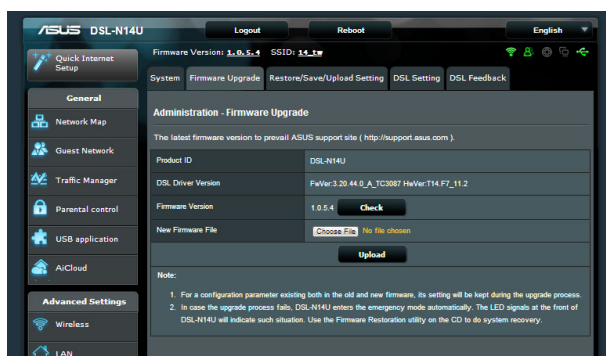 ASUS DSL-N14U Logout Reboot English
Quick Internet Setup
Firmware Version: 1.0.5.4 SSID: 14_tw
System Firmware Upgrade Restore/Save/Upload Setting DSL Setting DSL Feedback
General
Network Map
Guest Network
Traffic Manager
Parental control
USB application
AiCloud
Advanced Settings
Wireless
LAN
Administration - Firmware Upgrade
The latest firmware version to prevail ASUS support site ( http://support.asus.com ).
Product ID DSL-N14U
DSL Driver Version FwVer:3.20.44.0_A_TC3087 HwVer:T14.F7_11.2
Firmware Version 1.0.5.4 Check
New Firmware File Choose File No file chosen
Upload
Note:
1. For a configuration parameter existing both in the old and new firmware, its setting will be kept during the upgrade process.
2. In case the upgrade process fails, DSL-N14U enters the emergency mode automatically. The LED signals at the front of
DSL-N14U will indicate such situation. Use the Firmware Restoration utility on the CD to do system recovery.